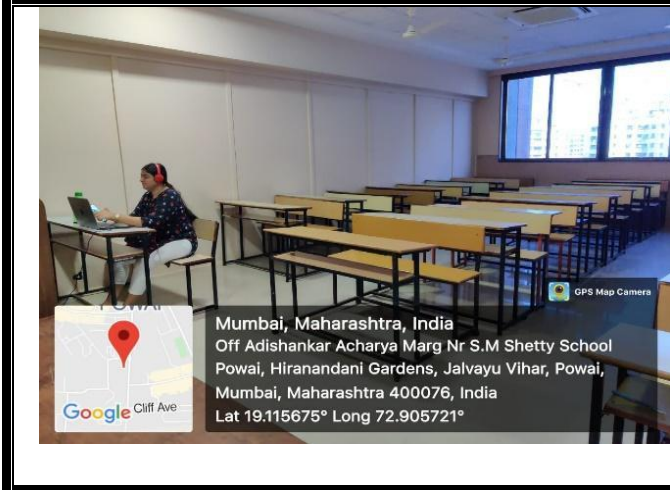 GPS Map Camera
POWAI
Google
Cliff Ave
Mumbai, Maharashtra, India
Off Adishankar Acharya Marg Nr S.M Shetty School
Powai, Hiranandani Gardens, Jalvayu Vihar, Powai,
Mumbai, Maharashtra 400076, India
Lat 19.115675° Long 72.905721°